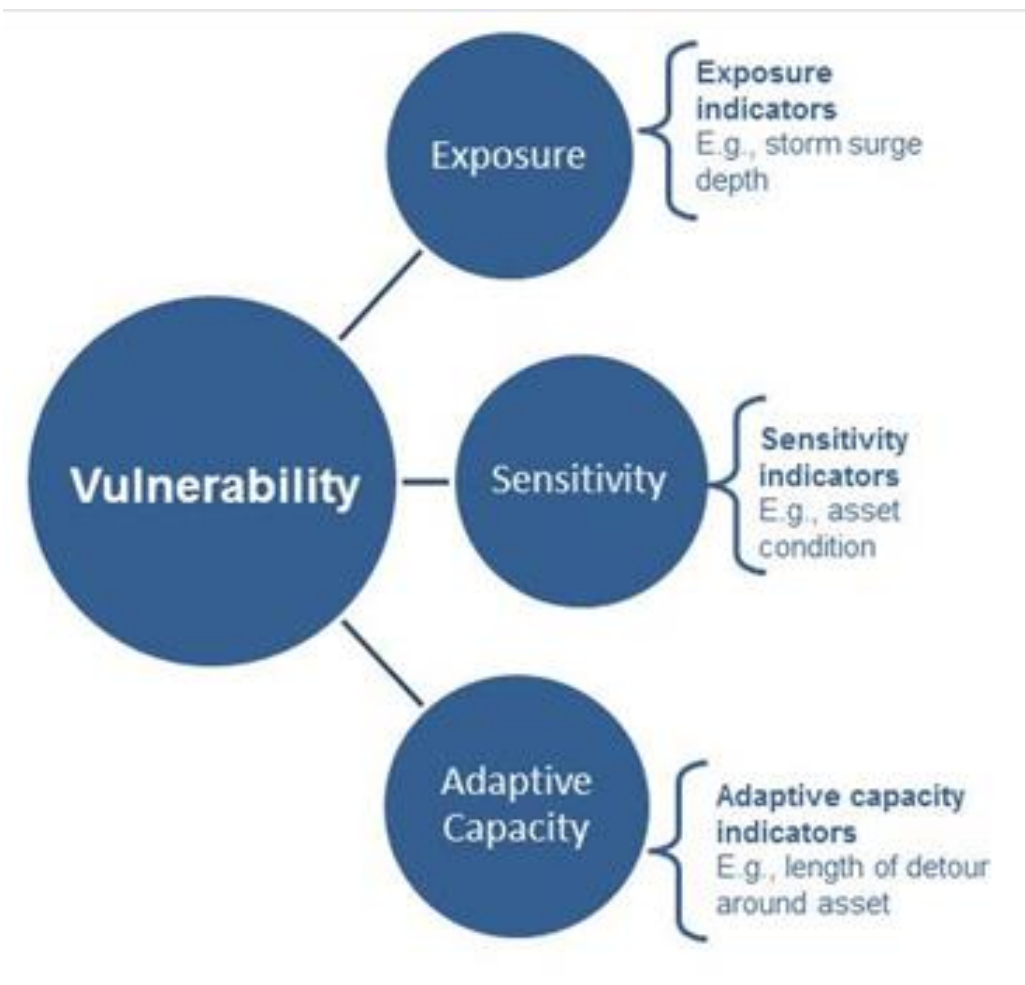 Exposure
Exposure
indicators
E.g., storm surge
depth
Vulnerability
Sensitivity
Sensitivity
indicators
E.g., asset
condition
Adaptive
Capacity
Adaptive capacity
indicators
E.g., length of detour
around asset